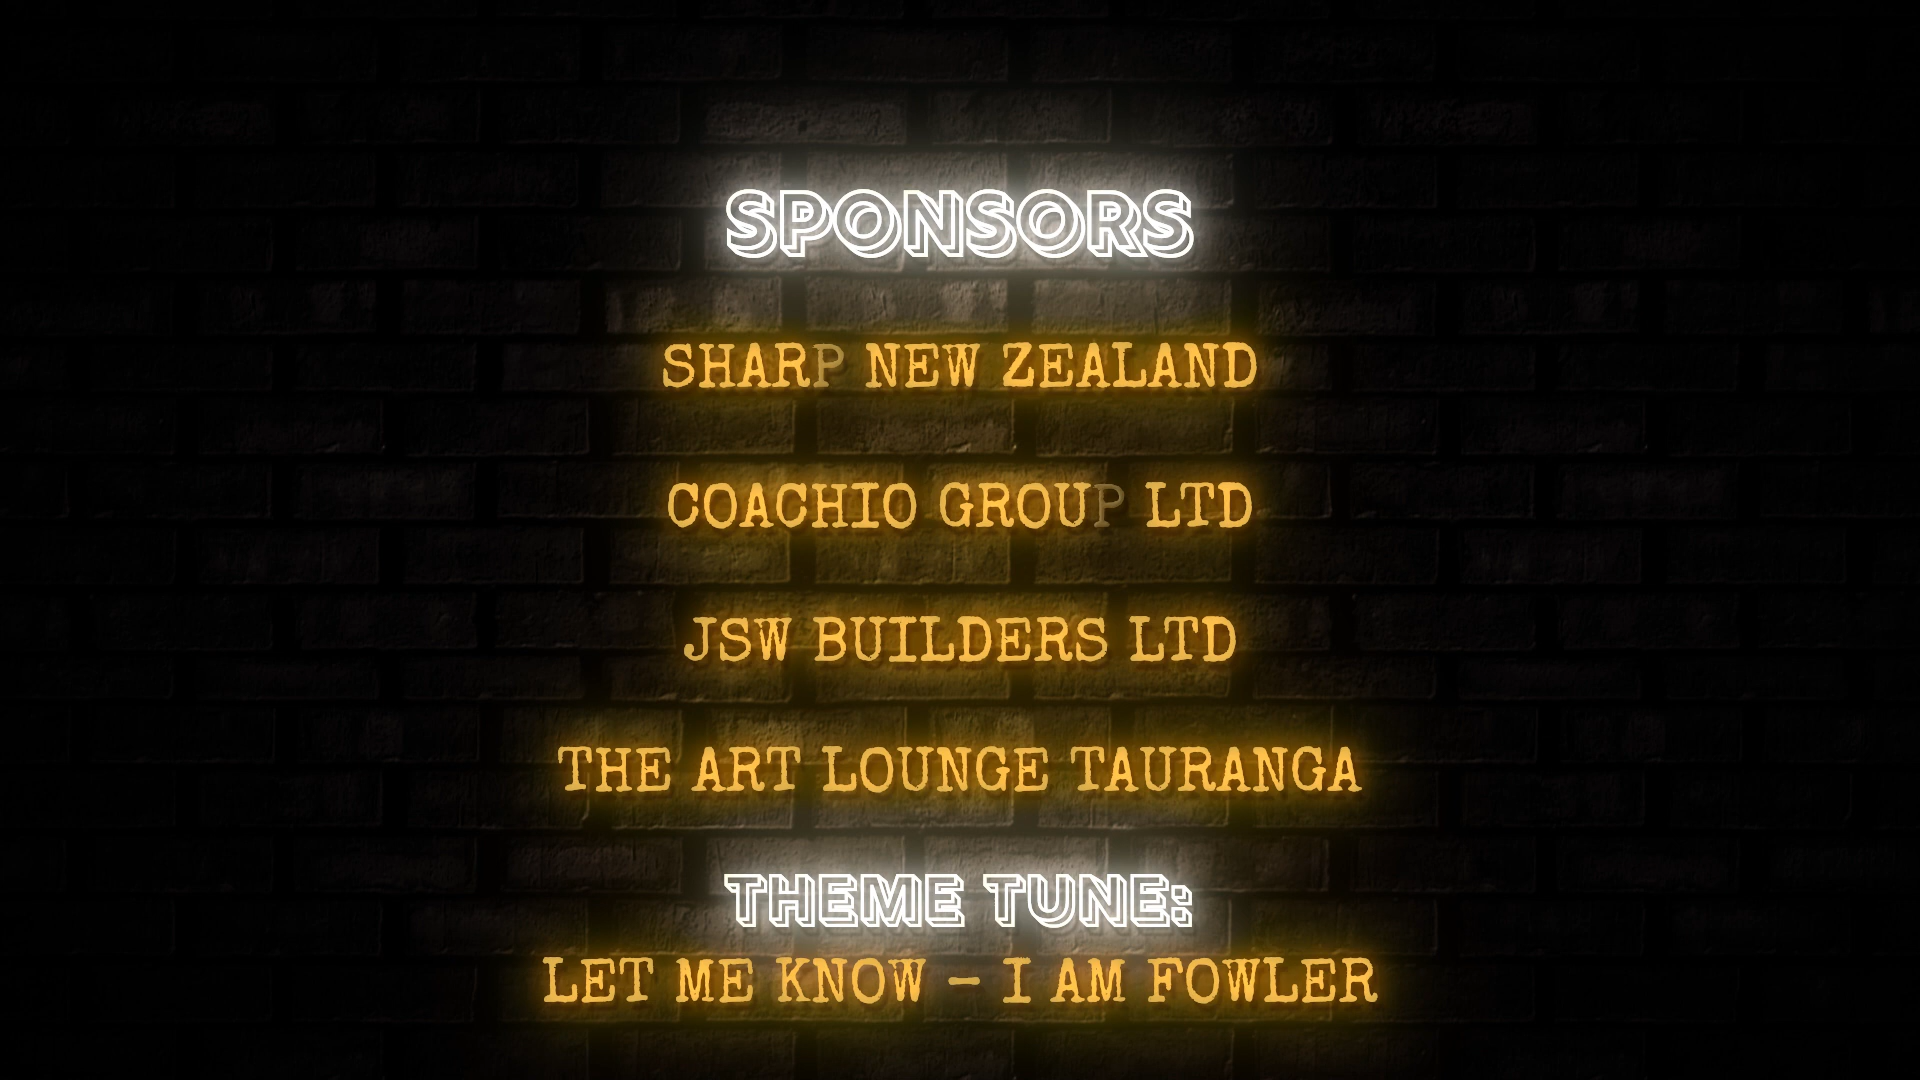 SPONSORS
SHARP NEW ZEALAND
COACHIO GROUP LTD
JSW BUILDERS LTD
THE ART LOUNGE TAURANGA
THEME TUNE:
LET ME KNOW – I AM FOWLER